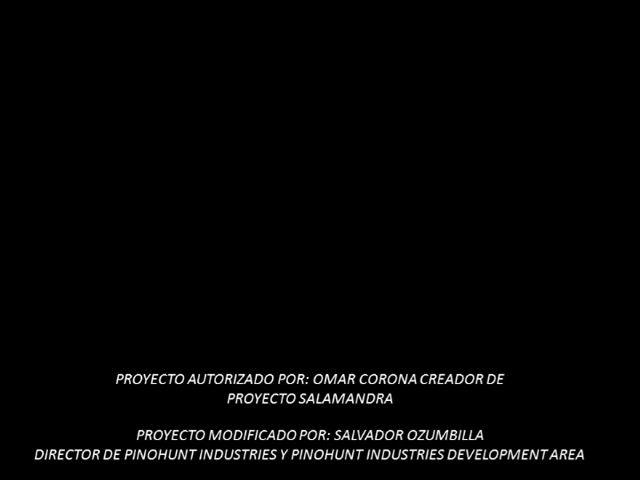 PROYECTO AUTORIZADO POR: OMAR CORONA CREADOR DE
PROYECTO SALAMANDRA
PROYECTO MODIFICADO POR: SALVADOR OZUMBILLA
DIRECTOR DE PINOHUNT INDUSTRIES Y PINOHUNT INDUSTRIES DEVELOPMENT AREA